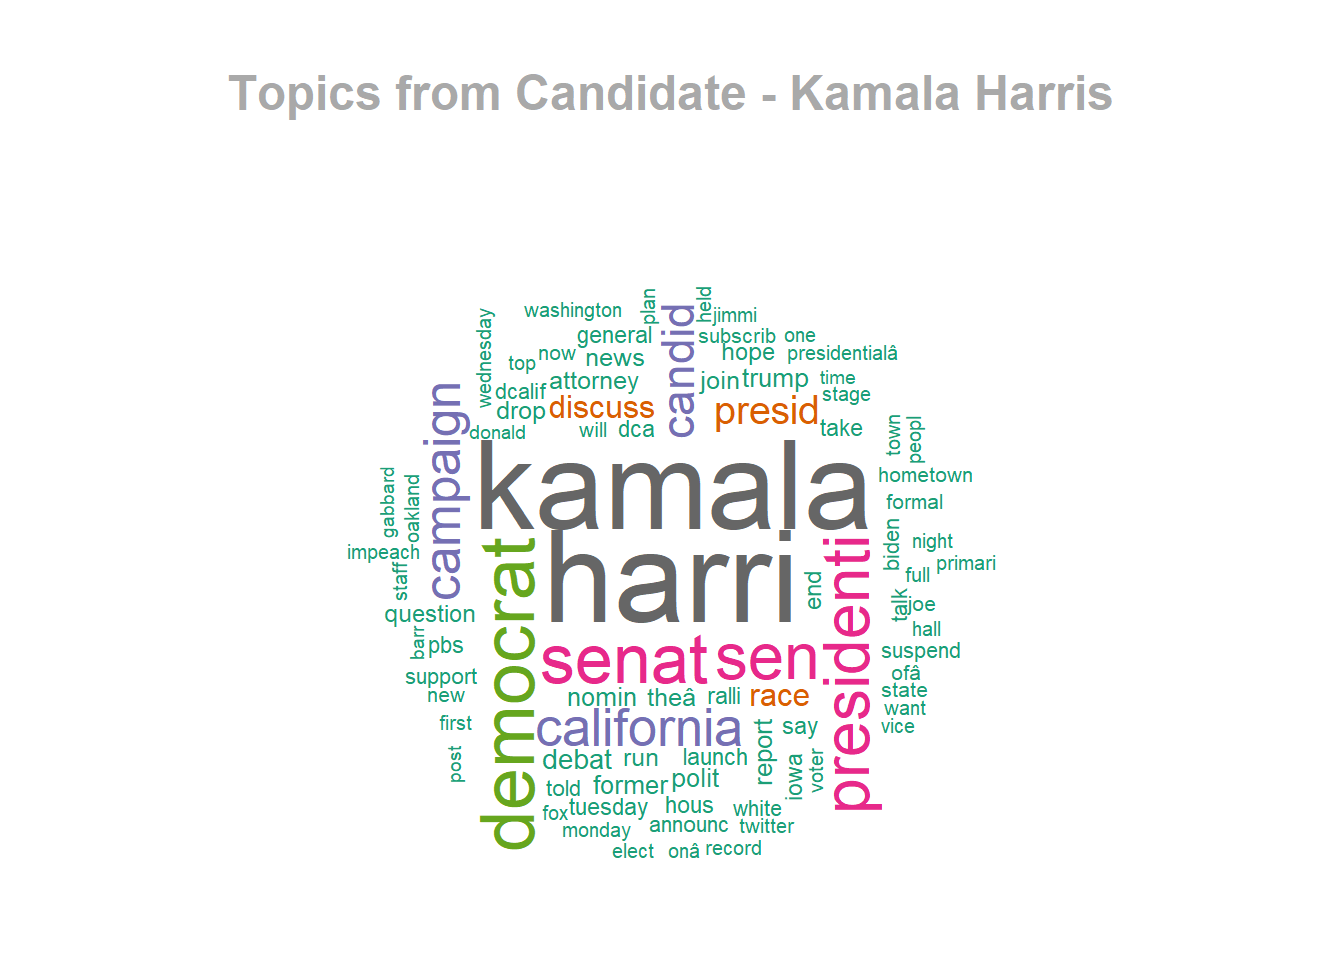 Topics from Candidate - Kamala Harris
washington
plan
held
jimmi
wednesday
general
candid
subscrib
one
top
now
news
hope
presidentialâ
dcalif
attorney
join
trump
time
stage
drop
discuss
presid
donald
will
dca
take
campaign
kamala
town
peopl
hometown
gabbard
oakland
formal
impeach
staff
democrat
harri
end
presidenti
biden
night
full
primari
question
talk
joe
hall
barr
pbs
senat
sen
suspend
support
ofâ
new
nomin
theâ
ralli
race
state
want
first
california
report
say
vice
post
debat
run
launch
iowa
voter
told
former
polit
fox
tuesday
hous
white
monday
announc
twitter
elect
onâ
record